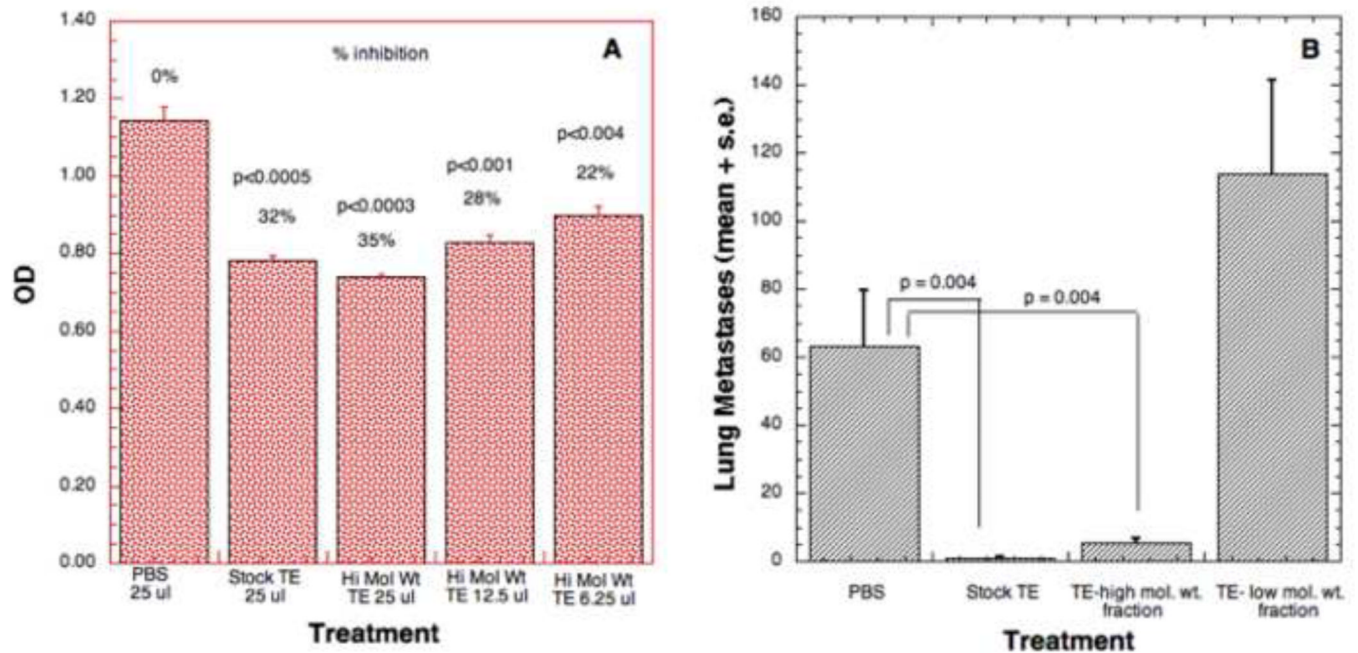 1.40
1.20
1.00
0.80
0.60
0.40
0.20
0.00
OD
% inhibition
A
0%
p<0.0005
32%
p<0.0003
35%
p<0.001
28%
p<0.004
22%
PBS
25 ul
Stock TE
25 ul
Hi Mol Wt
TE 25 ul
Hi Mol Wt
TE 12.5 ul
Hi Mol Wt
TE 6.25 ul
Treatment
160
140
120
100
80
60
40
20
0
Lung Metastases (mean + s.e.)
B
p = 0.004
p = 0.004
PBS
Stock TE
TE-high mol. wt.
fraction
TE- low mol. wt.
fraction
Treatment